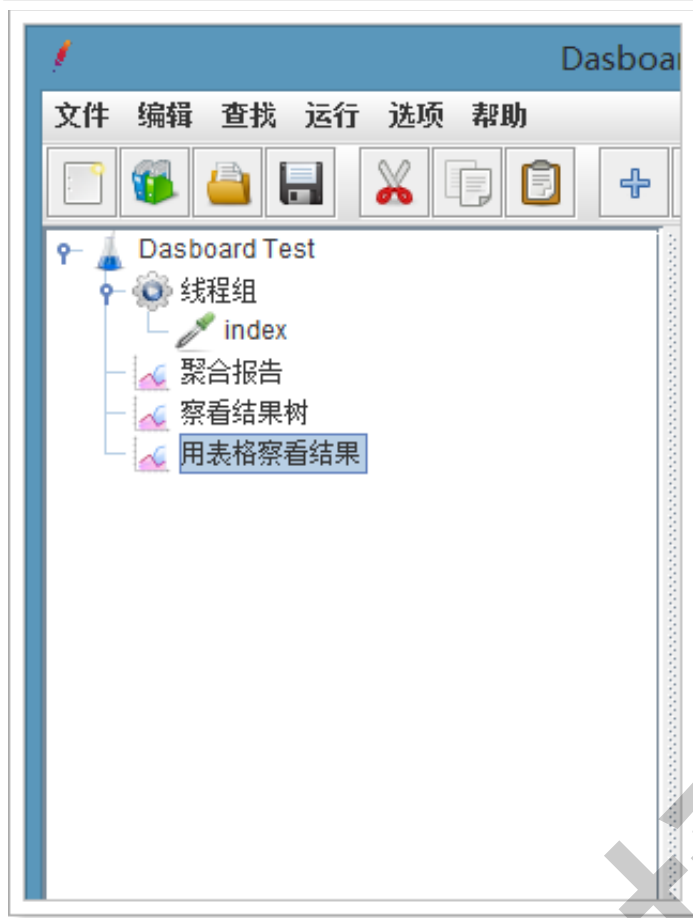 Dasboa
文件 编辑 查找 运行 选项 帮助
Dasboard Test
线程组
index
聚合报告
察看结果树
用表格察看结果